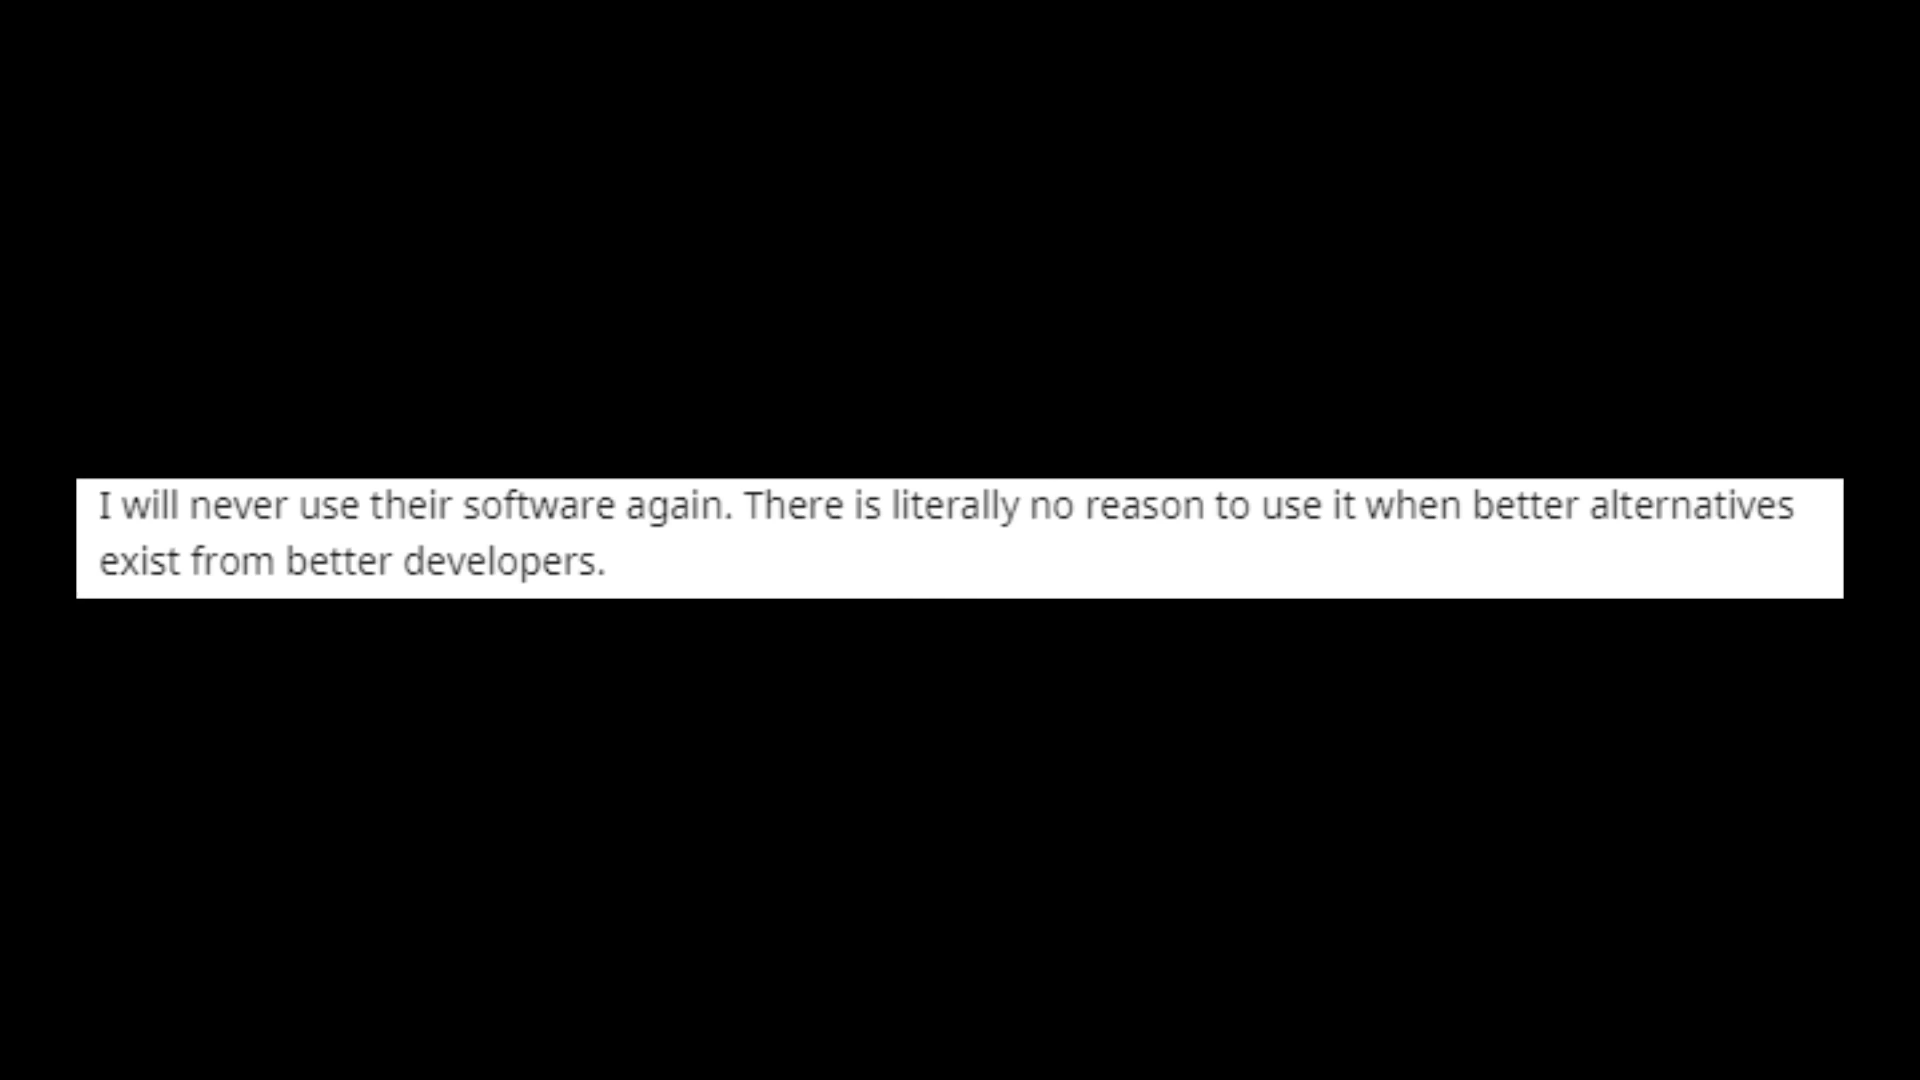 I will never use their software again. There is literally no reason to use it when better alternatives
exist from better developers.